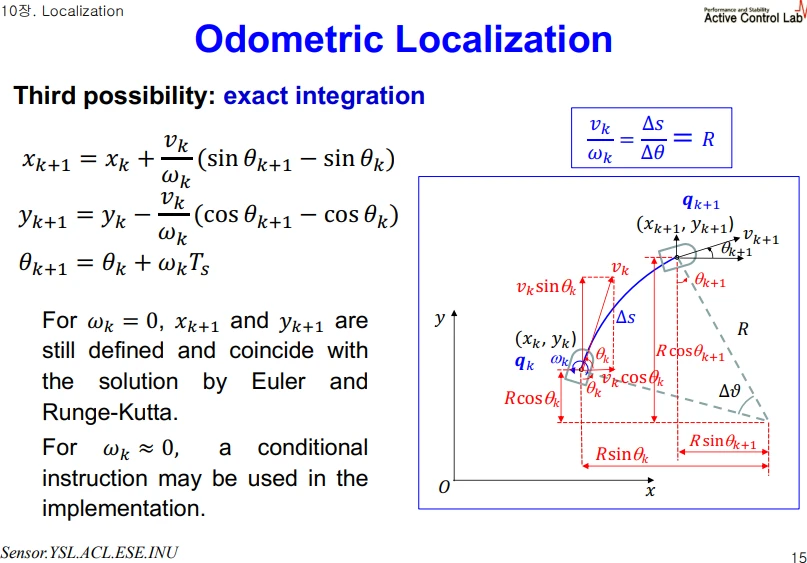 10장. Localization
Performance and Stability
Active Control Lab
Odometric Localization
Third possibility: exact integration
x_{k+1} = x_k + \frac{v_k}{ω_k}(sin θ_{k+1} − sin θ_k)
y_{k+1} = y_k − \frac{v_k}{ω_k}(cos θ_{k+1} − cos θ_k)
θ_{k+1} = θ_k + ω_k T_s
For ω_k = 0, x_{k+1} and y_{k+1} are
still defined and coincide with
the solution by Euler and
Runge-Kutta.
For ω_k ≈ 0, a conditional
instruction may be used in the
implementation.
\frac{v_k}{ω_k} = \frac{Δs}{Δθ} = R
q_{k+1}
(x_{k+1}, y_{k+1})
v_{k+1}
θ_{k+1}
θ_{k+1}
v_k
v_k sinθ_k
y
Δs
R
(x_k, y_k)
q_k
ω_k
θ_k
R cosθ_{k+1}
v_k cosθ_k
θ_k
R cosθ_k
Δϑ
R sinθ_{k+1}
R sinθ_k
O
x
Sensor.YSL.ACL.ESE.INU
15